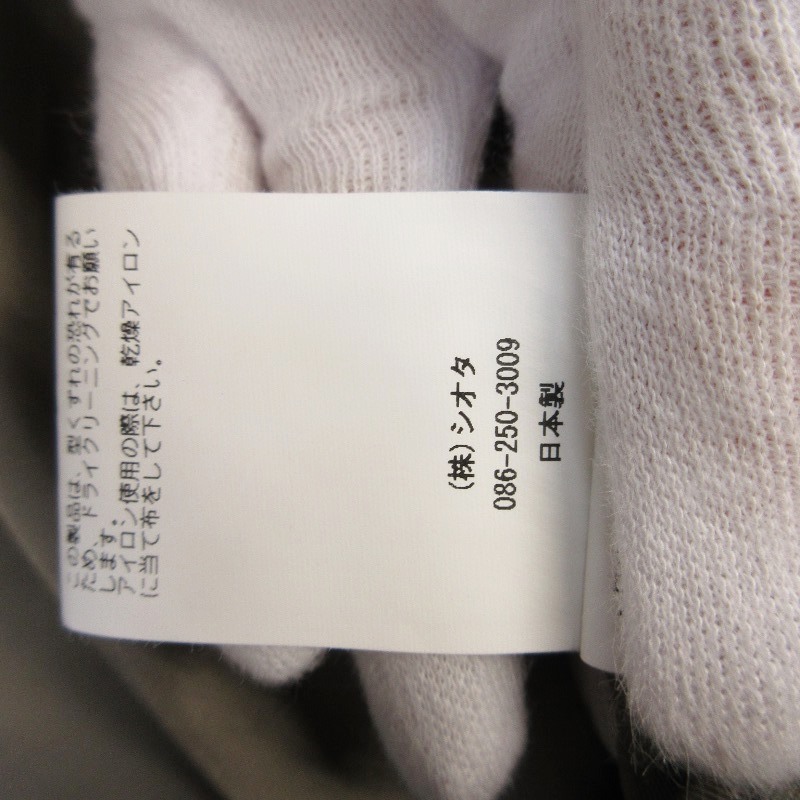 この製品は、型くずれの恐れが有る
ため、ドライクリーニングでお願い
します。
アイロン使用の際は、乾燥アイロン
に当て布をして下さい。
(株)シオタ
086-250-3009
日本製